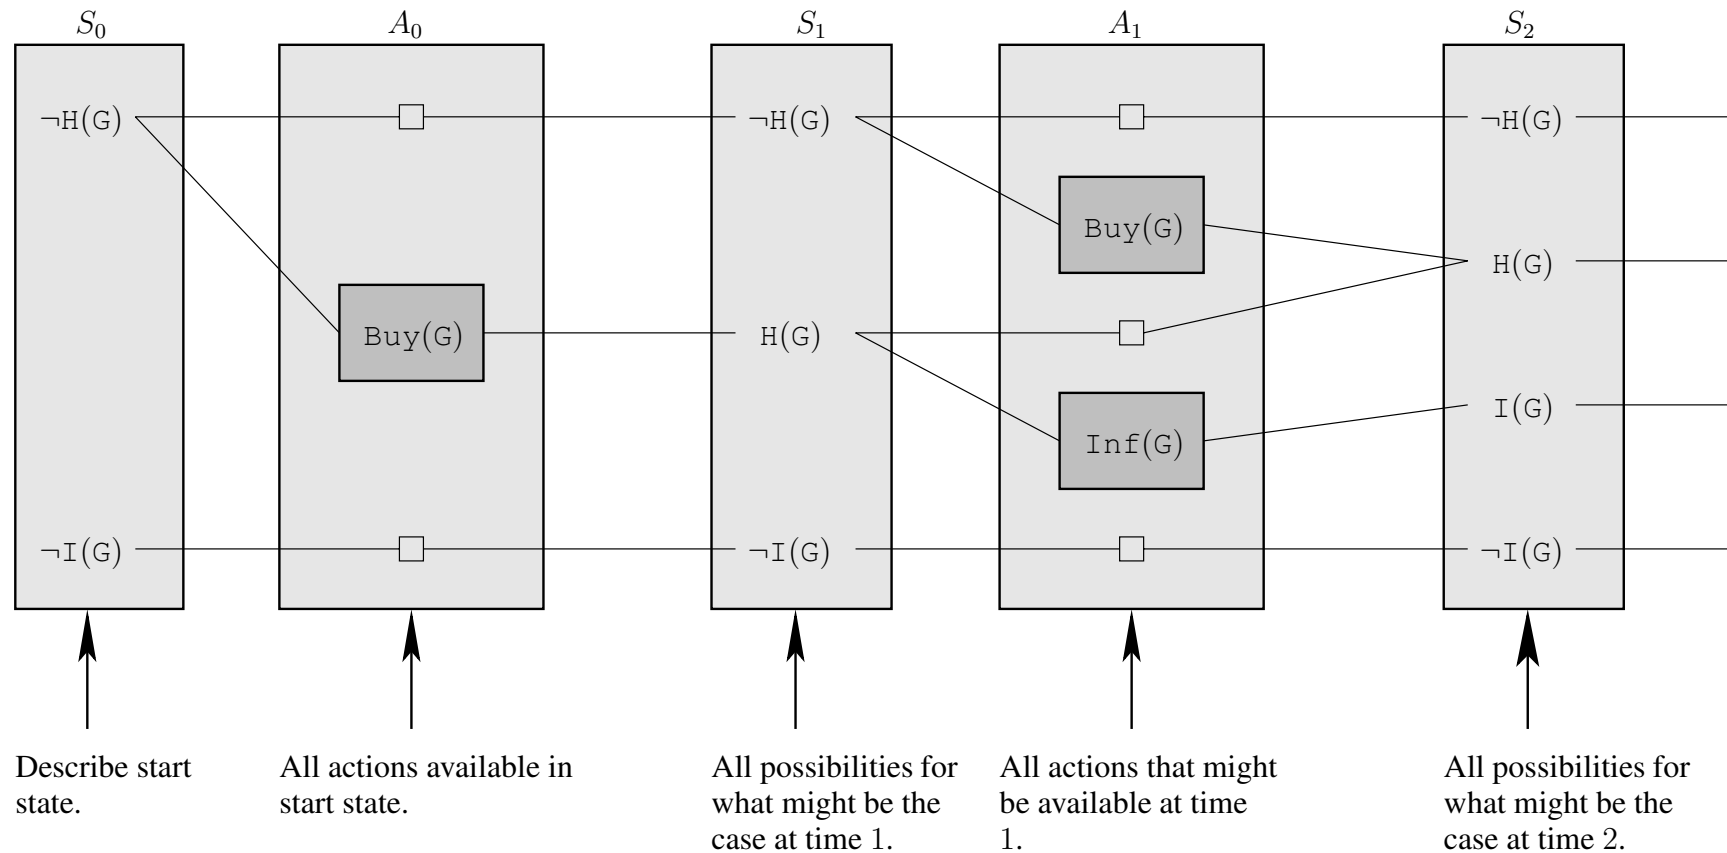 S₀ A₀ S₁ A₁ S₂
¬H(G) ¬H(G) ¬H(G)
Buy(G) H(G)
Buy(G) H(G)
I(G)
Inf(G)
¬I(G) ¬I(G) ¬I(G)
Describe start
state.
All actions available in
start state.
All possibilities for
what might be the
case at time 1.
All actions that might
be available at time
1.
All possibilities for
what might be the
case at time 2.